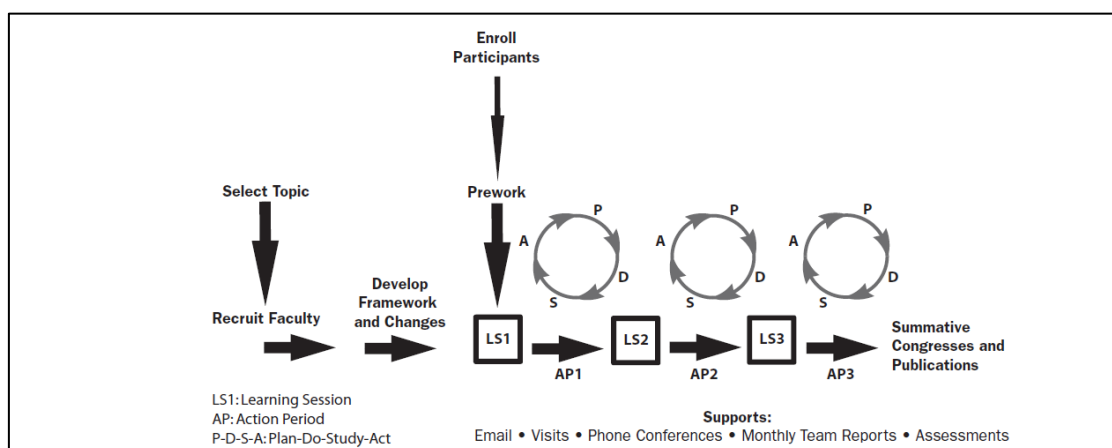 Enroll
Participants
Select Topic
Prework
P
A
D
S
P
A
D
S
P
A
D
S
Recruit Faculty
Develop
Framework
and Changes
LS1
AP1
LS2
AP2
LS3
AP3
Summative
Congresses and
Publications
LS1: Learning Session
AP: Action Period
P-D-S-A: Plan-Do-Study-Act
Supports:
Email • Visits • Phone Conferences • Monthly Team Reports • Assessments